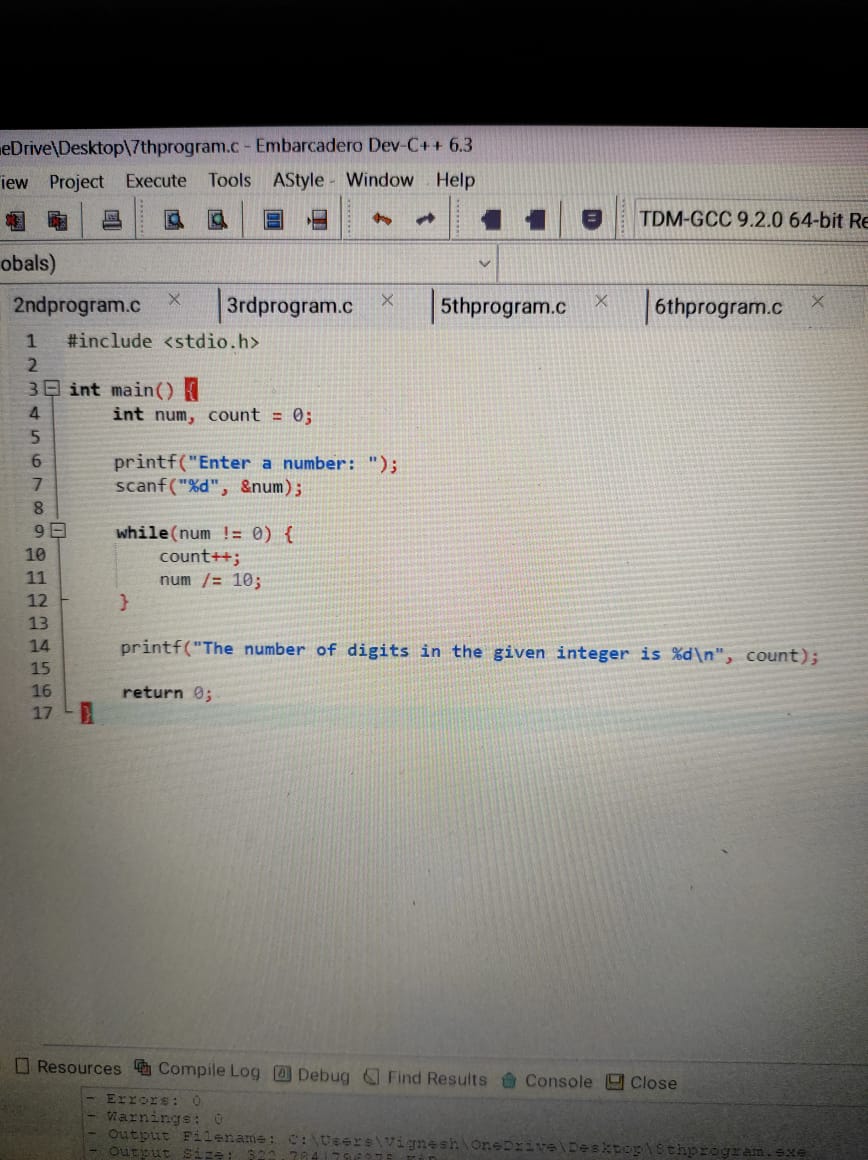 eDrive\Desktop\7thprogram.c - Embarcadero Dev-C++ 6.3
iew Project Execute Tools AStyle Window Help
TDM-GCC 9.2.0 64-bit Re
obals)
2ndprogram.c 3rdprogram.c 5thprogram.c 6thprogram.c
1 #include <stdio.h>
2
3 int main() {
4 int num, count = 0;
5
6 printf("Enter a number: ");
7 scanf("%d", &num);
8
9 while(num != 0) {
10 count++;
11 num /= 10;
12 }
13
14 printf("The number of digits in the given integer is %d\n", count);
15
16 return 0;
17 }
Resources Compile Log Debug Find Results Console Close
- Errors: 0
- Warnings: 0
- Output Filename: C:\Users\Vignesh\OneDrive\Desktop\6thprogram.exe
- Output Size: